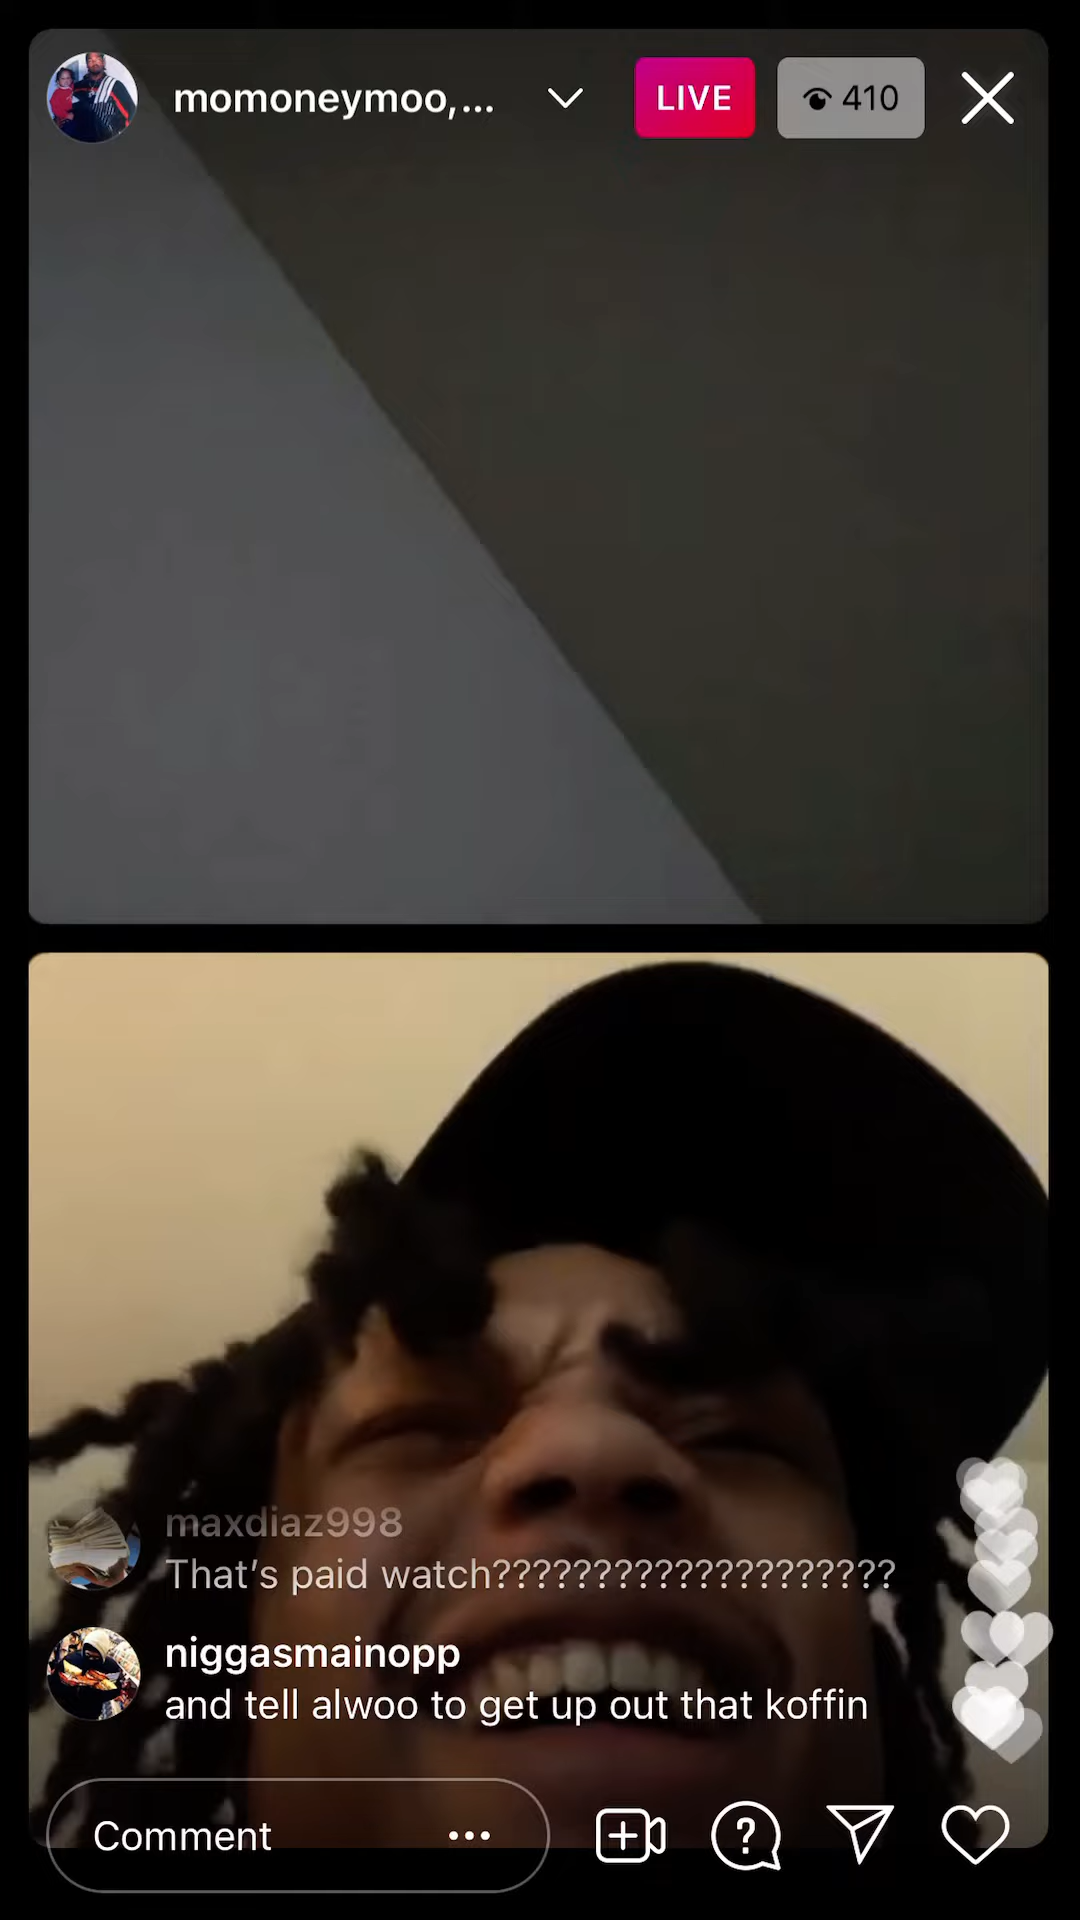 momoneymoo,...
LIVE
410
maxdiaz998
That's paid watch????????????????????
niggasmainopp
and tell alwoo to get up out that koffin
Comment